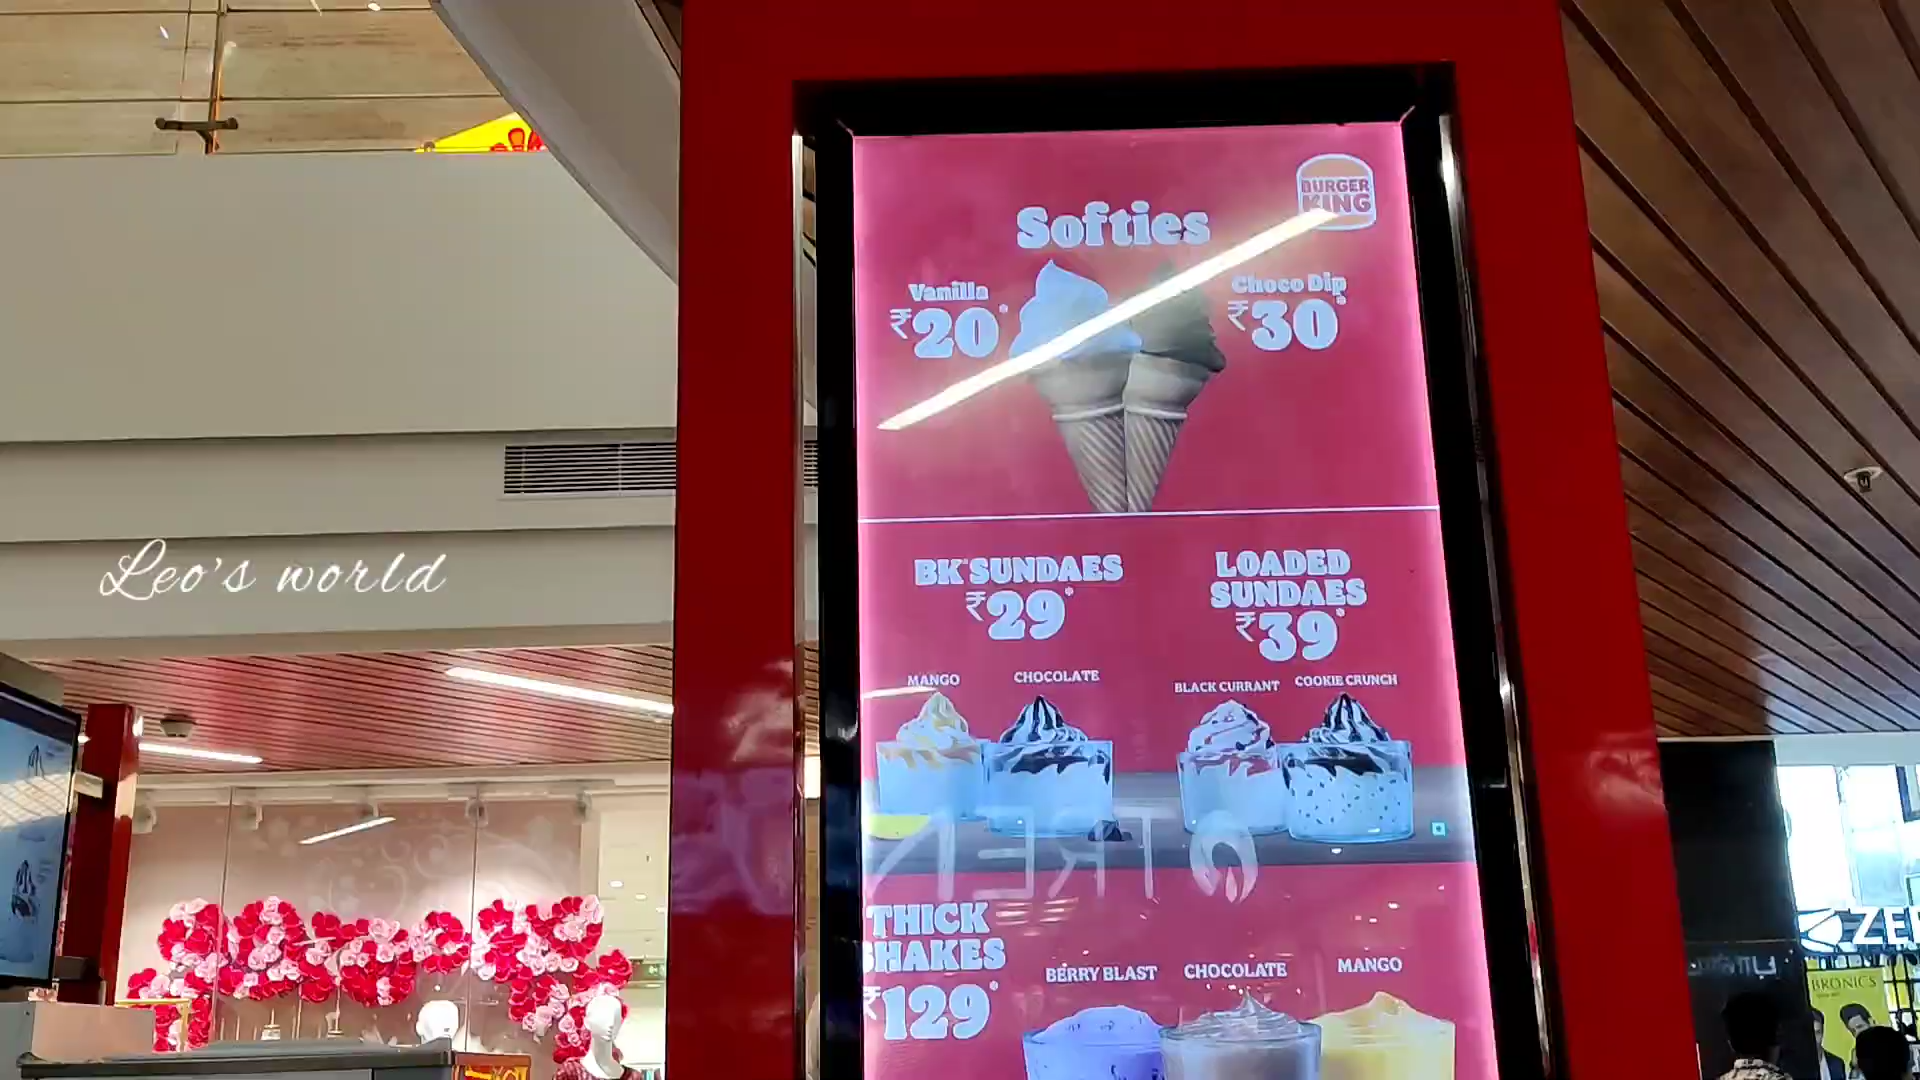 BURGER
KING
Softies
Vanilla
₹20*
Choco Dip
₹30*
BK SUNDAES
₹29*
LOADED
SUNDAES
₹39*
MANGO
CHOCOLATE
BLACK CURRANT
COOKIE CRUNCH
THICK
SHAKES
₹129*
BERRY BLAST
CHOCOLATE
MANGO
Leo's world
BRONICS